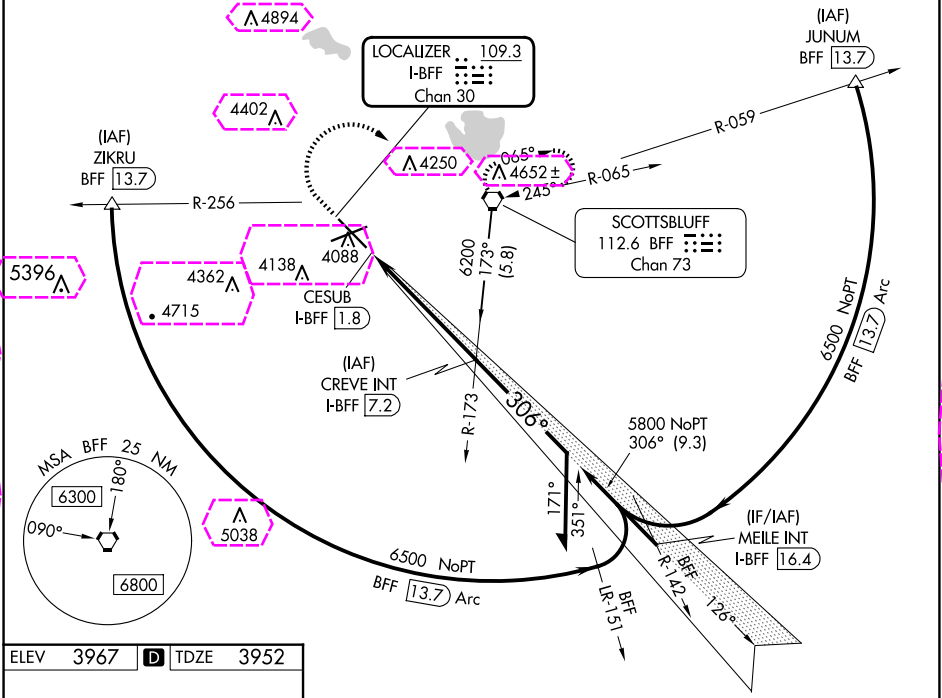 4894
LOCALIZER 109.3
I-BFF
Chan 30
(IAF)
JUNUM
BFF 13.7
4402
R-059
(IAF)
ZIKRU
BFF 13.7
4250
065°
4652±
R-065
245°
R-256
SCOTTSBLUFF
112.6 BFF
Chan 73
6200
173°
(5.8)
5396
4362
4138
4088
4715
CESUB
I-BFF 1.8
6500 NoPT
BFF 13.7 Arc
(IAF)
CREVE INT
I-BFF 7.2
R-173
306°
5800 NoPT
306° (9.3)
MSA BFF 25 NM
6300
180°
090°
6800
5038
171°
351°
(IF/IAF)
MEILE INT
I-BFF 16.4
6500 NoPT
BFF 13.7 Arc
BFF
LR-151
BFF
R-142
126°
ELEV 3967 D TDZE 3952